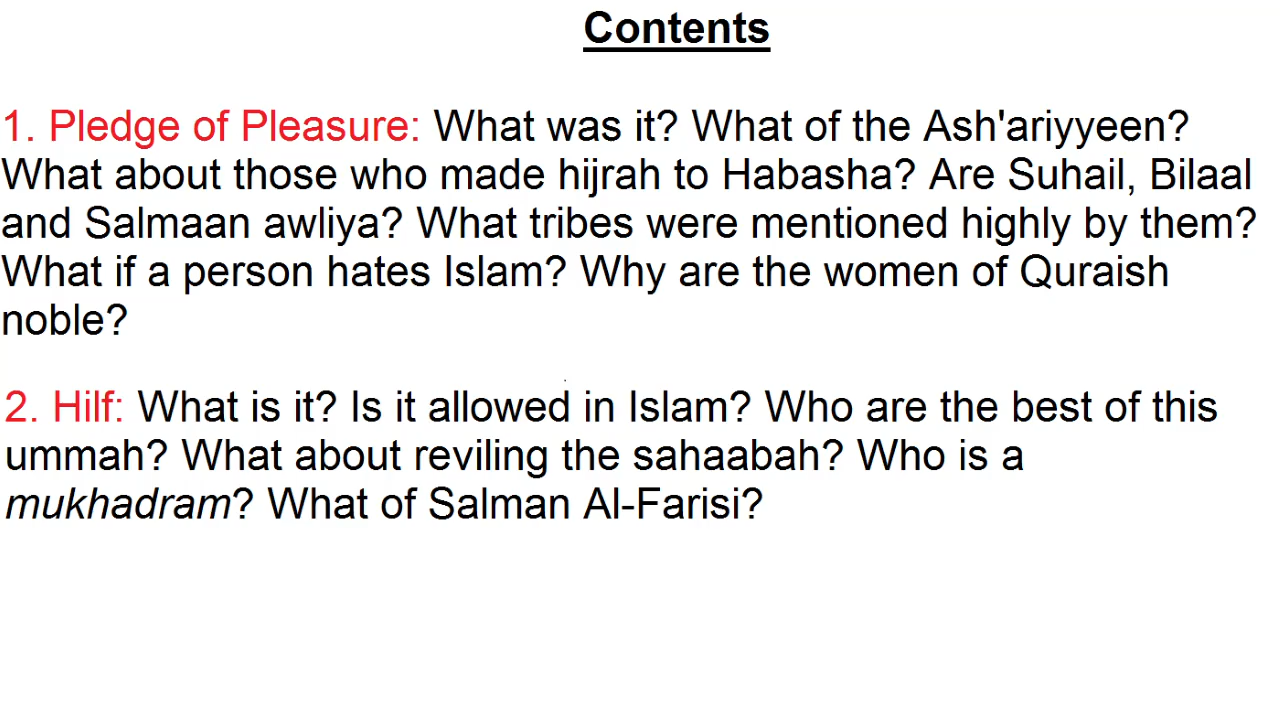 Contents
1. Pledge of Pleasure: What was it? What of the Ash'ariyyeen?
What about those who made hijrah to Habasha? Are Suhail, Bilaal
and Salmaan awliya? What tribes were mentioned highly by them?
What if a person hates Islam? Why are the women of Quraish
noble?
2. Hilf: What is it? Is it allowed in Islam? Who are the best of this
ummah? What about reviling the sahaabah? Who is a
mukhadram? What of Salman Al-Farisi?